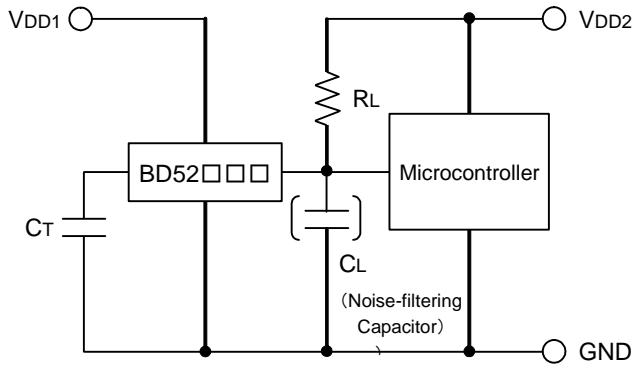 VDD1
VDD2
RL
BD52□□□
Microcontroller
CT
CL
（Noise-filtering
Capacitor）
GND